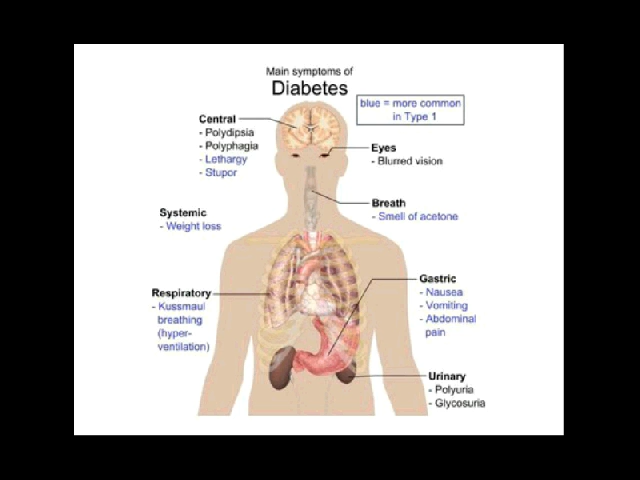 Main symptoms of
Diabetes
blue = more common
in Type 1
Central
- Polydipsia
- Polyphagia
- Lethargy
- Stupor
Eyes
- Blurred vision
Breath
- Smell of acetone
Systemic
- Weight loss
Respiratory
- Kussmaul
breathing
(hyper-
ventilation)
Gastric
- Nausea
- Vomiting
- Abdominal
pain
Urinary
- Polyuria
- Glycosuria